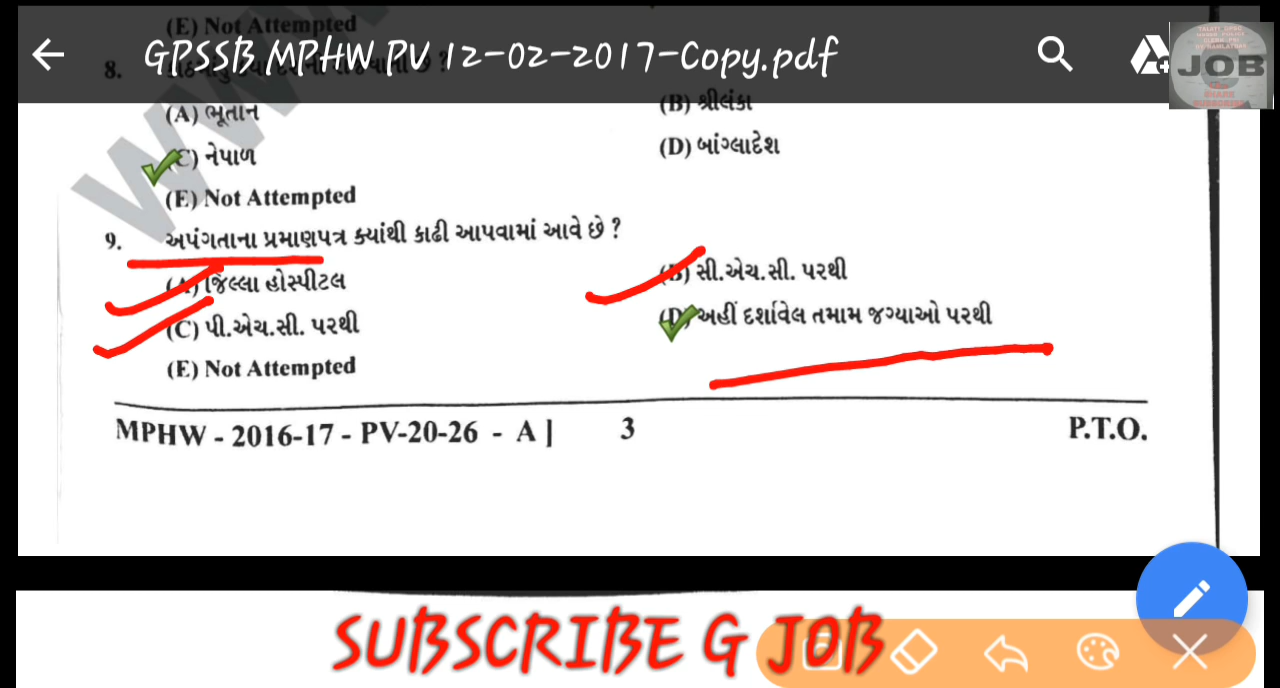 (E) Not Attempted
GPSSB MPHW PV 12-02-2017-Copy.pdf
8.
JOB
SUBSCRIBE
(A) ભૂતાન
(B) શ્રીલંકા
(C) નેપાળ
(D) બાંગ્લાદેશ
(E) Not Attempted
9. અપંગતાના પ્રમાણપત્ર ક્યાંથી કાઢી આપવામાં આવે છે ?
(A) જિલ્લા હોસ્પીટલ
(B) સી.એચ.સી. પરથી
(C) પી.એચ.સી. પરથી
(D) અહીં દર્શાવેલ તમામ જગ્યાઓ પરથી
(E) Not Attempted
MPHW - 2016-17 - PV-20-26 - A ]
3
P.T.O.
SUBSCRIBE G JOB